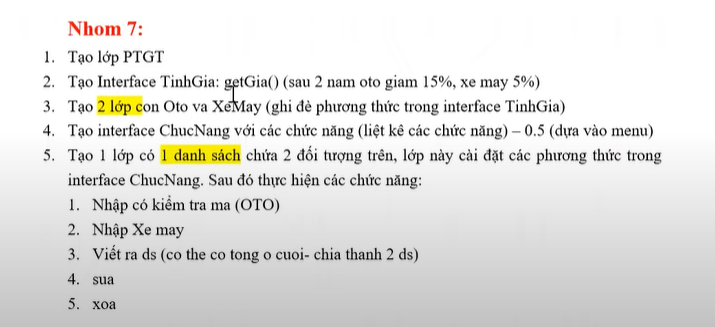 Nhom 7:
1. Tạo lớp PTGT
2. Tạo Interface TinhGia: getGia() (sau 2 nam oto giam 15%, xe may 5%)
3. Tạo 2 lớp con Oto va XeMay (ghi đè phương thức trong interface TinhGia)
4. Tạo interface ChucNang với các chức năng (liệt kê các chức năng) – 0.5 (dựa vào menu)
5. Tạo 1 lớp có 1 danh sách chứa 2 đối tượng trên, lớp này cài đặt các phương thức trong
interface ChucNang. Sau đó thực hiện các chức năng:
1. Nhập có kiểm tra ma (OTO)
2. Nhập Xe may
3. Viết ra ds (co the co tong o cuoi- chia thanh 2 ds)
4. sua
5. xoa